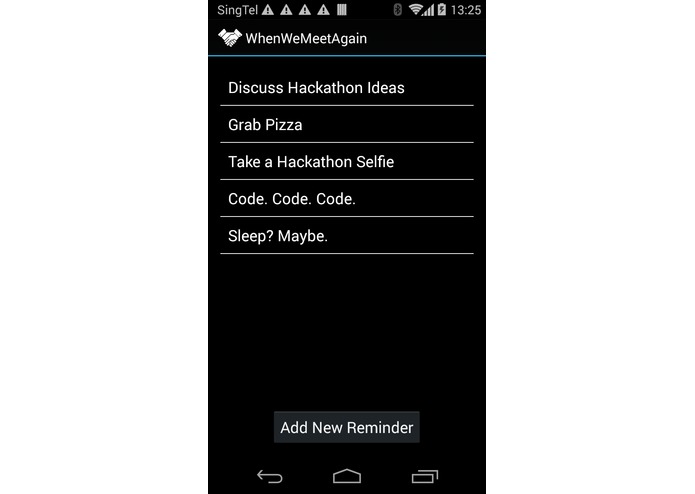 SingTel 13:25
WhenWeMeetAgain
Discuss Hackathon Ideas
Grab Pizza
Take a Hackathon Selfie
Code. Code. Code.
Sleep? Maybe.
Add New Reminder